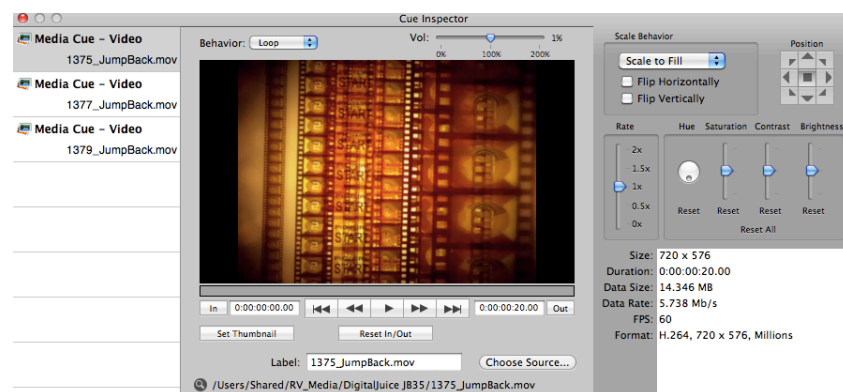 Cue Inspector
Media Cue – Video
1375_JumpBack.mov
Media Cue – Video
1377_JumpBack.mov
Media Cue – Video
1379_JumpBack.mov
Behavior: Loop
Vol: 1%
0% 100% 200%
START
START
START
START
START
In 0:00:00:00.00 0:00:00:20.00 Out
Set Thumbnail Reset In/Out
Label: 1375_JumpBack.mov Choose Source...
/Users/Shared/RV_Media/DigitalJuice JB35/1375_JumpBack.mov
Scale Behavior
Position
Scale to Fill
Flip Horizontally
Flip Vertically
Rate Hue Saturation Contrast Brightness
2x
1.5x
1x
0.5x
0x
Reset Reset Reset Reset
Reset All
Size: 720 x 576
Duration: 0:00:00:20.00
Data Size: 14.346 MB
Data Rate: 5.738 Mb/s
FPS: 60
Format: H.264, 720 x 576, Millions